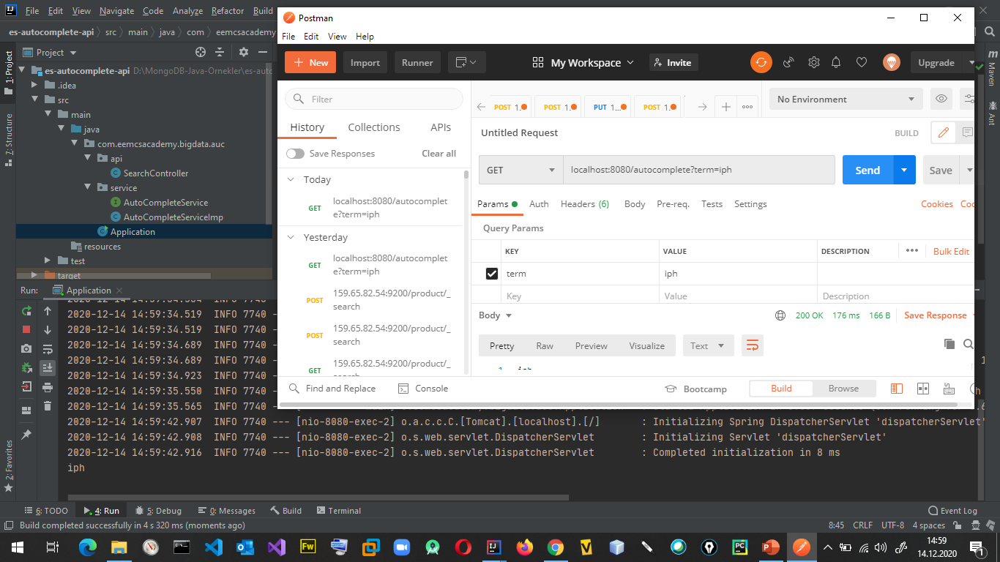 File Edit View Navigate Code Analyze Refactor Build
es-autocomplete-api src main java com eemcsacademy
Project
es-autocomplete-api D:\MongoDB-Java-Ornekler\es-auto
.idea
src
main
java
com.eemcsacademy.bigdata.auc
api
SearchController
service
AutoCompleteService
AutoCompleteServiceImp
Application
resources
test
target
1: Project
7: Structure
2: Favorites
Maven
Ant
Postman
File Edit View Help
New Import Runner My Workspace Invite Upgrade
Filter
History Collections APIs
Save Responses Clear all
Today
GET localhost:8080/autocomplet
e?term=iph
Yesterday
GET localhost:8080/autocomplet
e?term=iph
POST 159.65.82.54:9200/product/_
search
POST 159.65.82.54:9200/product/_
search
GET 159.65.82.54:9200/product/_
search
POST 1. POST 1. PUT 1... POST 1. ... No Environment
Untitled Request BUILD
GET localhost:8080/autocomplete?term=iph Send Save
Params Auth Headers (6) Body Pre-req. Tests Settings Cookies
Query Params
KEY VALUE DESCRIPTION ... Bulk Edit
term iph
Key Value Description
Body 200 OK 176 ms 166 B Save Response
Pretty Raw Preview Visualize Text
1 iph
Find and Replace Console Bootcamp Build Browse
Run: Application
2020-12-14 14:59:34.519 INFO 7740 -
2020-12-14 14:59:34.519 INFO 7740 -
2020-12-14 14:59:34.689 INFO 7740 -
2020-12-14 14:59:34.689 INFO 7740 -
2020-12-14 14:59:34.923 INFO 7740 -
2020-12-14 14:59:35.550 INFO 7740 -
2020-12-14 14:59:35.565 INFO 7740 -
2020-12-14 14:59:42.907 INFO 7740 --- [nio-8080-exec-2] o.a.c.c.C.[Tomcat].[localhost].[/] : Initializing Spring DispatcherServlet 'dispatcherServlet'
2020-12-14 14:59:42.908 INFO 7740 --- [nio-8080-exec-2] o.s.web.servlet.DispatcherServlet : Initializing Servlet 'dispatcherServlet'
2020-12-14 14:59:42.916 INFO 7740 --- [nio-8080-exec-2] o.s.web.servlet.DispatcherServlet : Completed initialization in 8 ms
iph
6: TODO 4: Run 5: Debug 0: Messages Build Terminal Event Log
Build completed successfully in 4 s 320 ms (moments ago) 8:45 CRLF UTF-8 4 spaces
14:59
14.12.2020